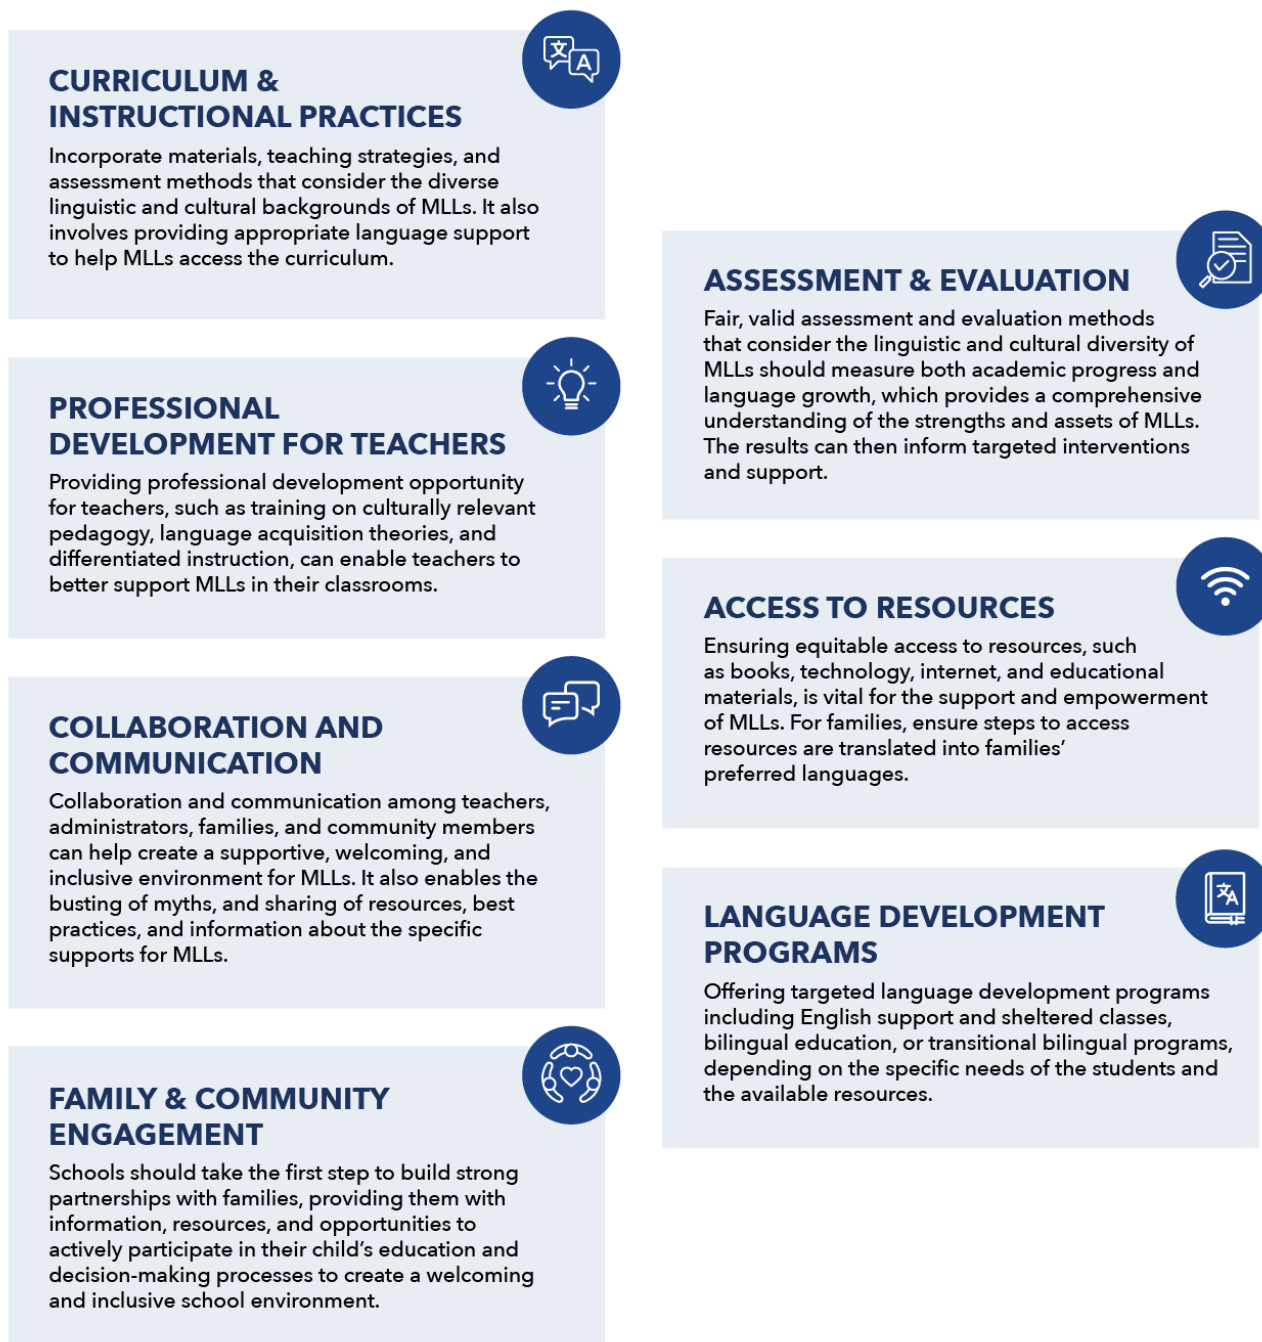 CURRICULUM &
INSTRUCTIONAL PRACTICES
Incorporate materials, teaching strategies, and
assessment methods that consider the diverse
linguistic and cultural backgrounds of MLLs. It also
involves providing appropriate language support
to help MLLs access the curriculum.
PROFESSIONAL
DEVELOPMENT FOR TEACHERS
Providing professional development opportunity
for teachers, such as training on culturally relevant
pedagogy, language acquisition theories, and
differentiated instruction, can enable teachers to
better support MLLs in their classrooms.
COLLABORATION AND
COMMUNICATION
Collaboration and communication among teachers,
administrators, families, and community members
can help create a supportive, welcoming, and
inclusive environment for MLLs. It also enables the
busting of myths, and sharing of resources, best
practices, and information about the specific
supports for MLLs.
FAMILY & COMMUNITY
ENGAGEMENT
Schools should take the first step to build strong
partnerships with families, providing them with
information, resources, and opportunities to
actively participate in their child's education and
decision-making processes to create a welcoming
and inclusive school environment.
ASSESSMENT & EVALUATION
Fair, valid assessment and evaluation methods
that consider the linguistic and cultural diversity of
MLLs should measure both academic progress and
language growth, which provides a comprehensive
understanding of the strengths and assets of MLLs.
The results can then inform targeted interventions
and support.
ACCESS TO RESOURCES
Ensuring equitable access to resources, such
as books, technology, internet, and educational
materials, is vital for the support and empowerment
of MLLs. For families, ensure steps to access
resources are translated into families'
preferred languages.
LANGUAGE DEVELOPMENT
PROGRAMS
Offering targeted language development programs
including English support and sheltered classes,
bilingual education, or transitional bilingual programs,
depending on the specific needs of the students and
the available resources.